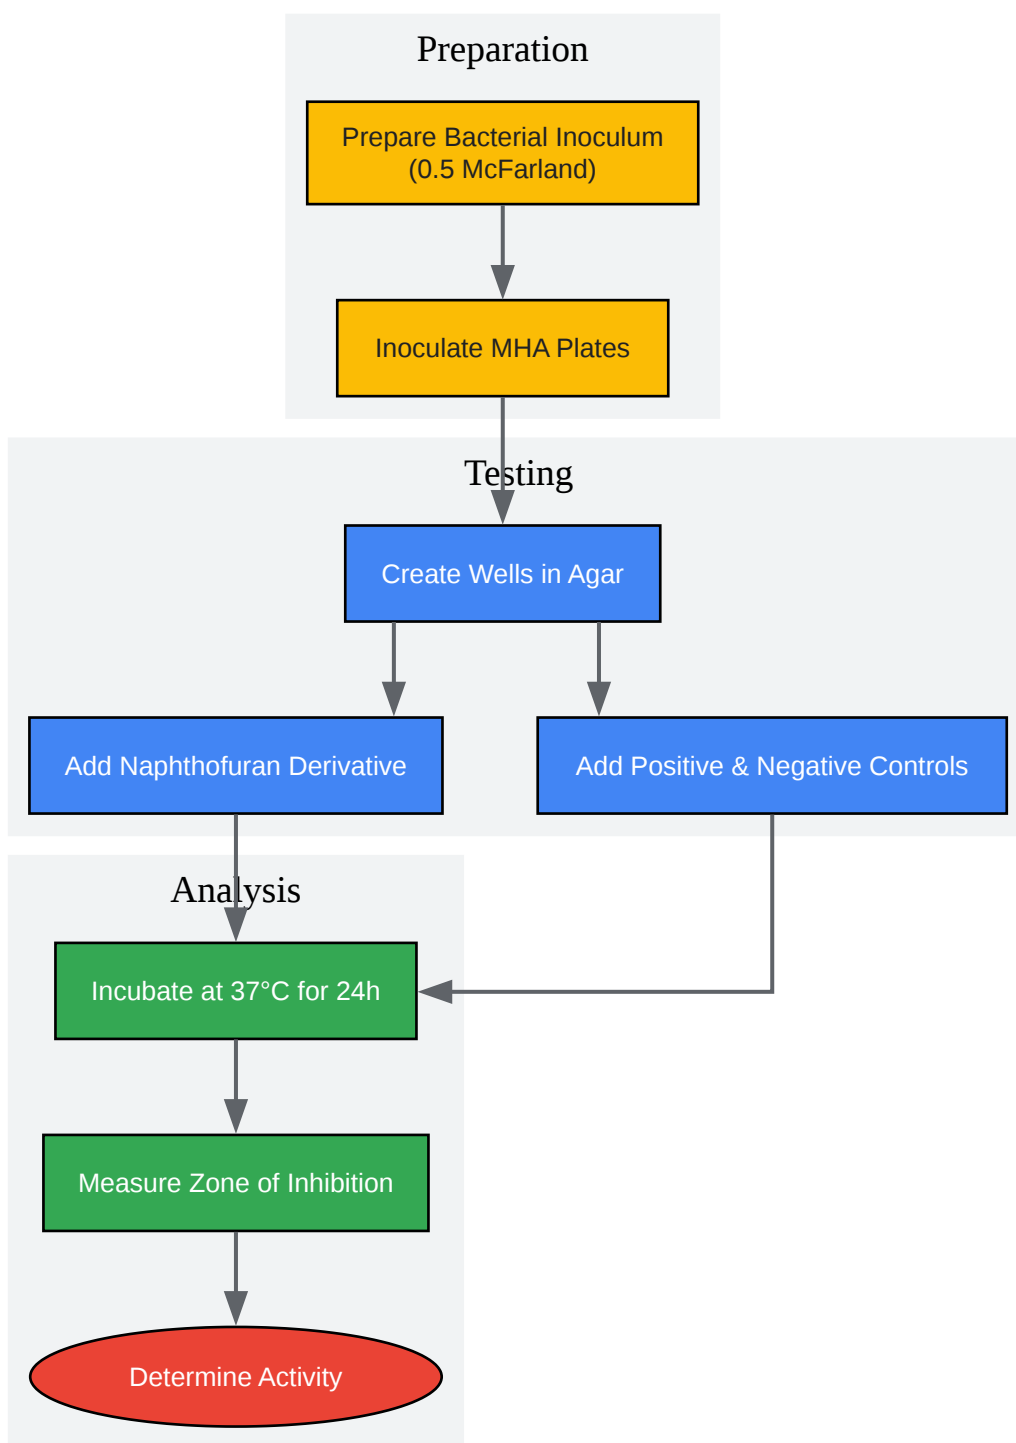 Preparation
Prepare Bacterial Inoculum
(0.5 McFarland)
Inoculate MHA Plates
Testing
Create Wells in Agar
Add Naphthofuran Derivative
Add Positive & Negative Controls
Analysis
Incubate at 37°C for 24h
Measure Zone of Inhibition
Determine Activity